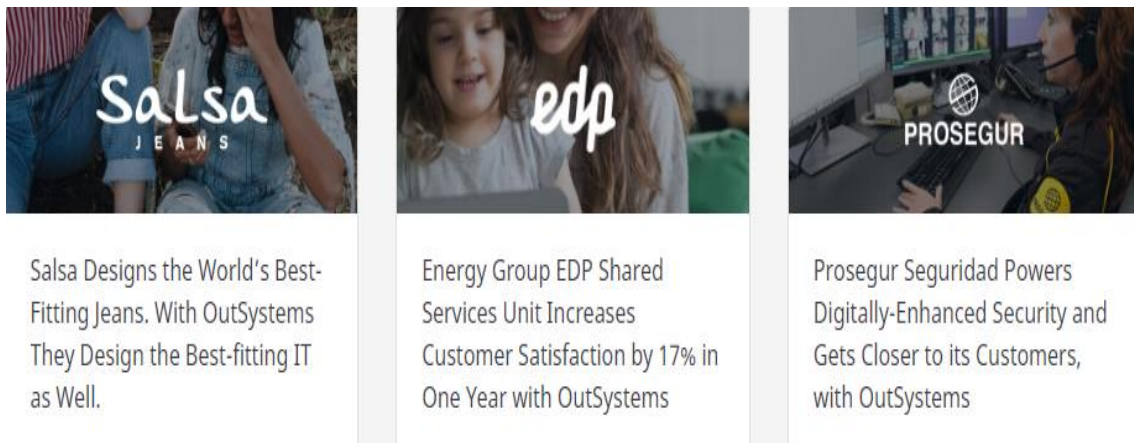 Salsa
JEANS
Salsa Designs the World's Best-
Fitting Jeans. With OutSystems
They Design the Best-fitting IT
as Well.
edp
Energy Group EDP Shared
Services Unit Increases
Customer Satisfaction by 17% in
One Year with OutSystems
PROSEGUR
Prosegur Seguridad Powers
Digitally-Enhanced Security and
Gets Closer to its Customers,
with OutSystems